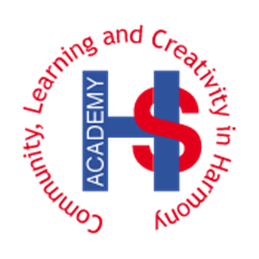 Community, Learning and Creativity in Harmony
ACADEMY
HS